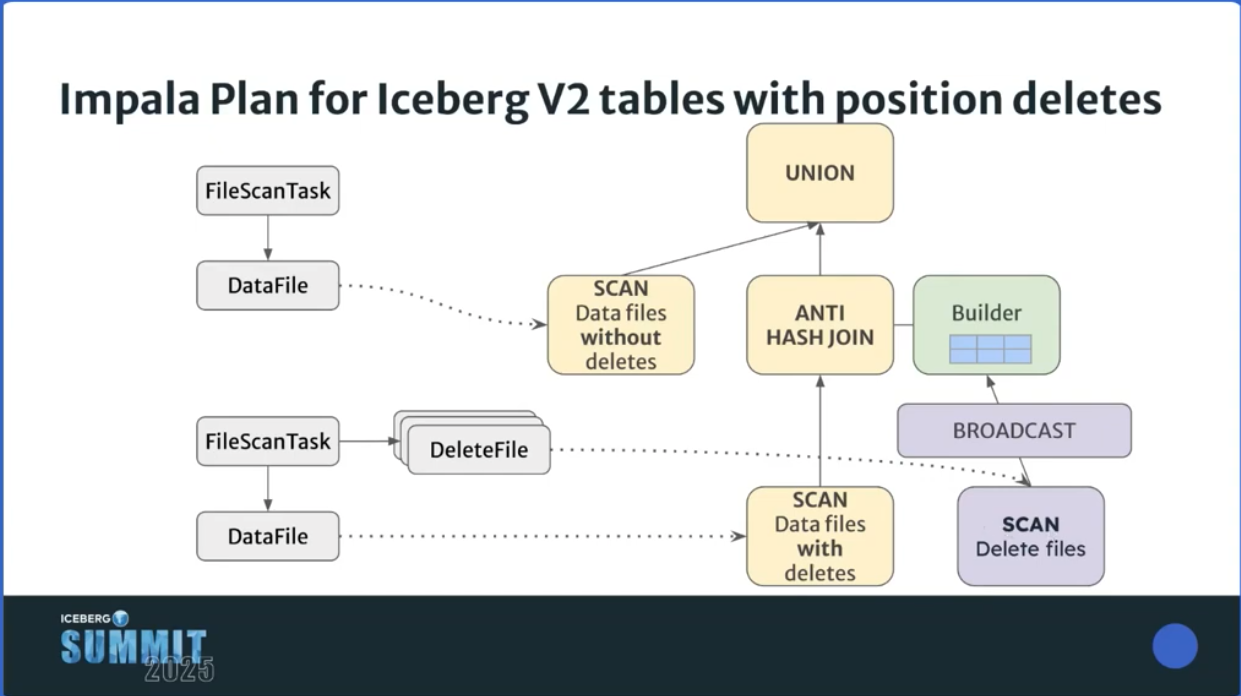 Impala Plan for Iceberg V2 tables with position deletes
UNION
FileScanTask
DataFile
SCAN
Data files
without
deletes
ANTI
HASH JOIN
Builder
FileScanTask
DeleteFile
BROADCAST
DataFile
SCAN
Data files
with
deletes
SCAN
Delete files
ICEBERG
SUMMIT
2025